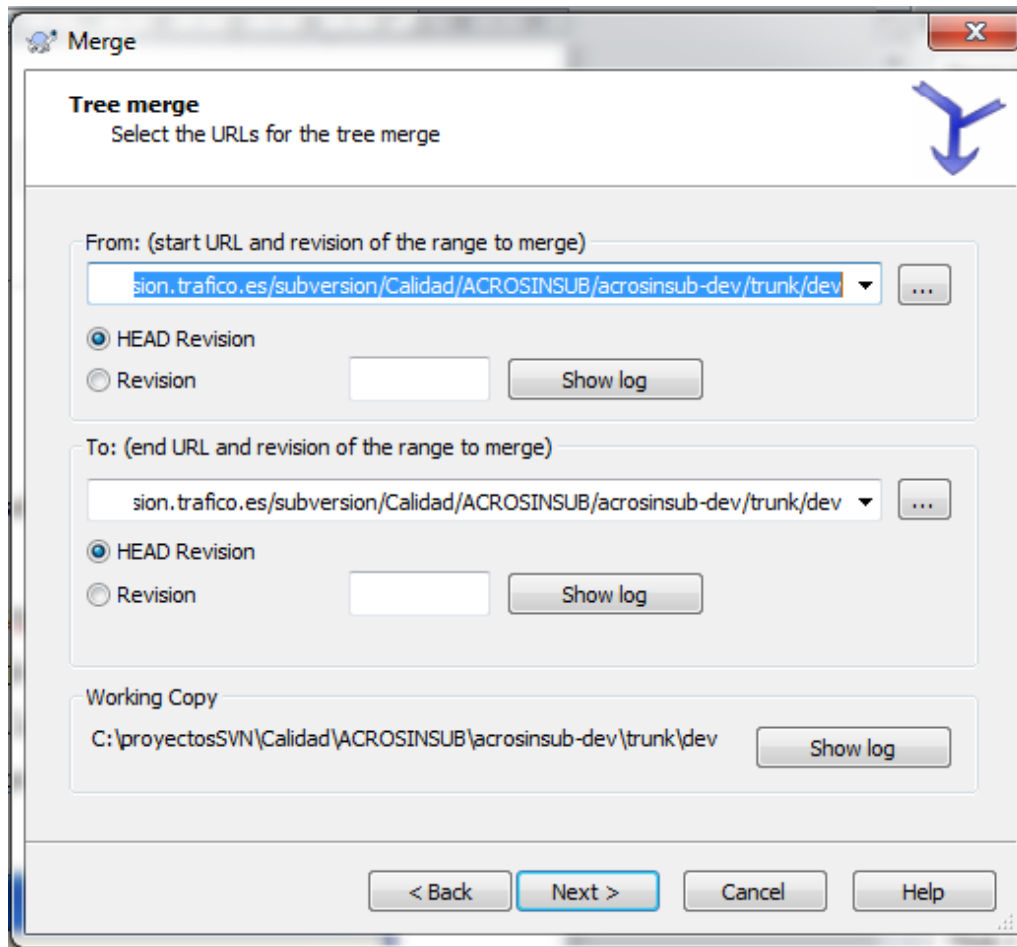 Merge
Tree merge
Select the URLs for the tree merge
From: (start URL and revision of the range to merge)
sion.trafico.es/subversion/Calidad/ACROSINSUB/acrosinsub-dev/trunk/dev
...
HEAD Revision
Revision
Show log
To: (end URL and revision of the range to merge)
sion.trafico.es/subversion/Calidad/ACROSINSUB/acrosinsub-dev/trunk/dev
...
HEAD Revision
Revision
Show log
Working Copy
C:\proyectosSVN\Calidad\ACROSINSUB\acrosinsub-dev\trunk\dev
Show log
< Back
Next >
Cancel
Help